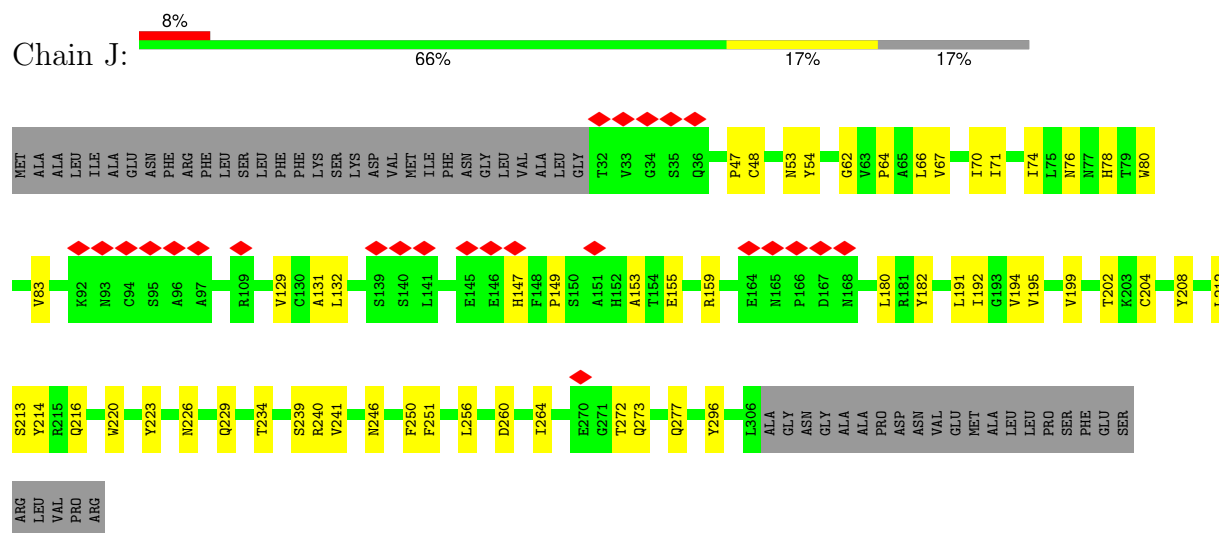 8%
Chain J:
66% 17% 17%
MET ALA ALA LEU ILE ALA GLU ASN PHE ARG PHE LEU SER LEU PHE PHE LYS SER LYS ASP VAL MET ILE PHE ASN GLY LEU VAL ALA LEU GLY T32 V33 G34 S35 Q36 P47 C48 N53 Y54 G62 V63 P64 A65 L66 V67 I70 I71 I74 L75 N76 N77 H78 T79 W80
V83 K92 N93 C94 S95 A96 A97 R109 V129 C130 A131 L132 S139 S140 L141 E145 E146 H147 F148 P149 S150 A151 H152 A153 T154 E155 R159 E164 N165 P166 D167 N168 L180 R181 Y182 L191 I192 G193 V194 V195 V199 T202 K203 C204 Y208
S213 Y214 R215 Q216 W220 Y223 N226 Q229 T234 S239 R240 V241 N246 F250 F251 L256 D260 I264 E270 G271 T272 Q273 Q277 Y296 L306 ALA GLY ASN GLY ALA ALA PRO ASP ASN VAL GLU MET ALA LEU LEU PRO SER PHE GLU SER
ARG LEU VAL PRO ARG